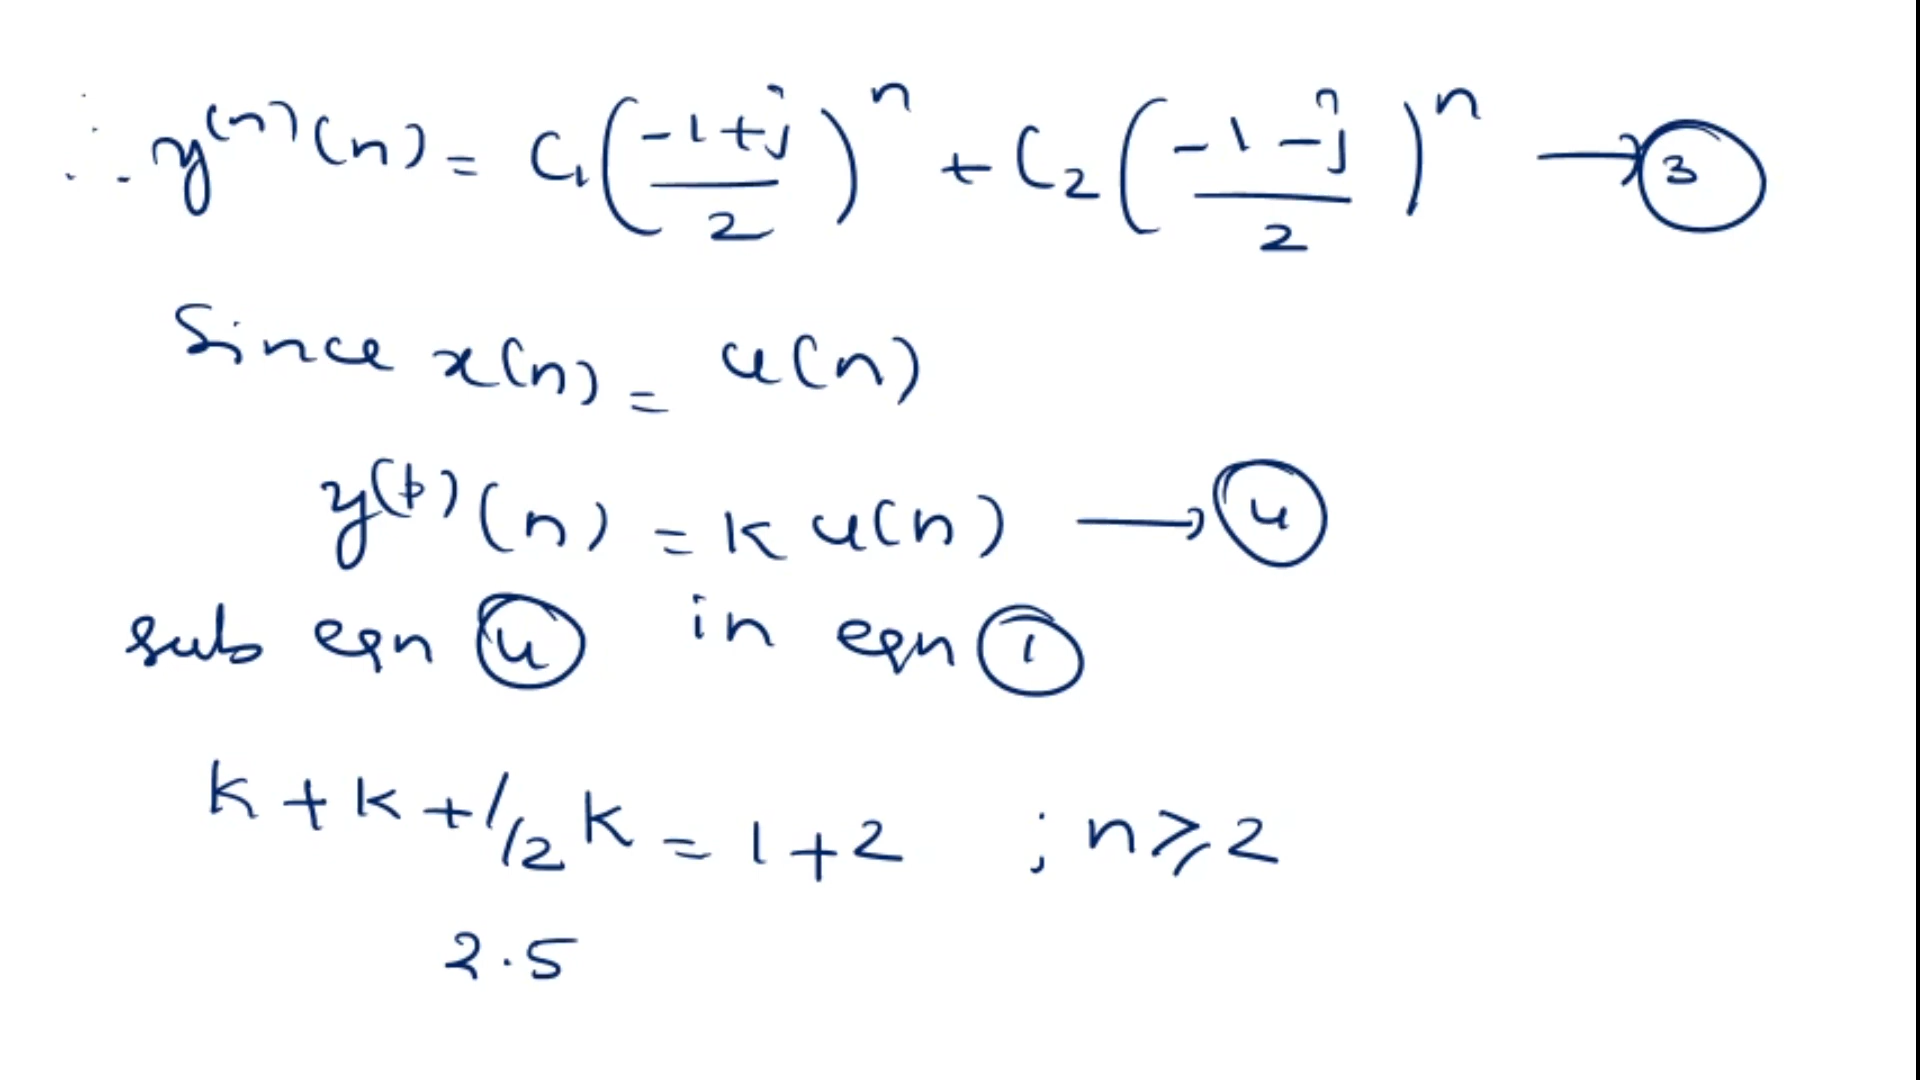 ∴ y^(n)(n) = C₁((-1+j)/2)^n + C₂((-1-j)/2)^n → ③
Since x(n) = u(n)
y^(p)(n) = k u(n) → ④
sub eqn ④ in eqn ①
k + k + 1/2 k = 1+2 ; n ≥ 2
2.5